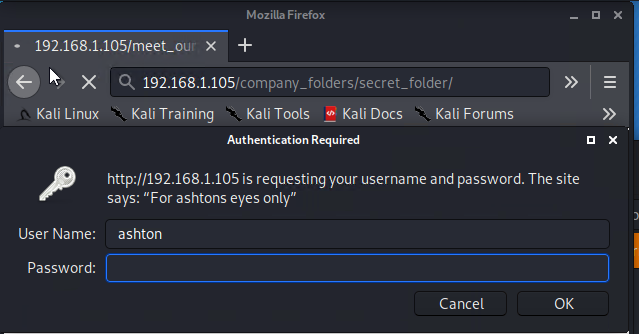 Mozilla Firefox
192.168.1.105/meet_our
192.168.1.105/company_folders/secret_folder/
Kali Linux Kali Training Kali Tools Kali Docs Kali Forums
Authentication Required
http://192.168.1.105 is requesting your username and password. The site
says: “For ashtons eyes only”
User Name: ashton
Password:
Cancel OK